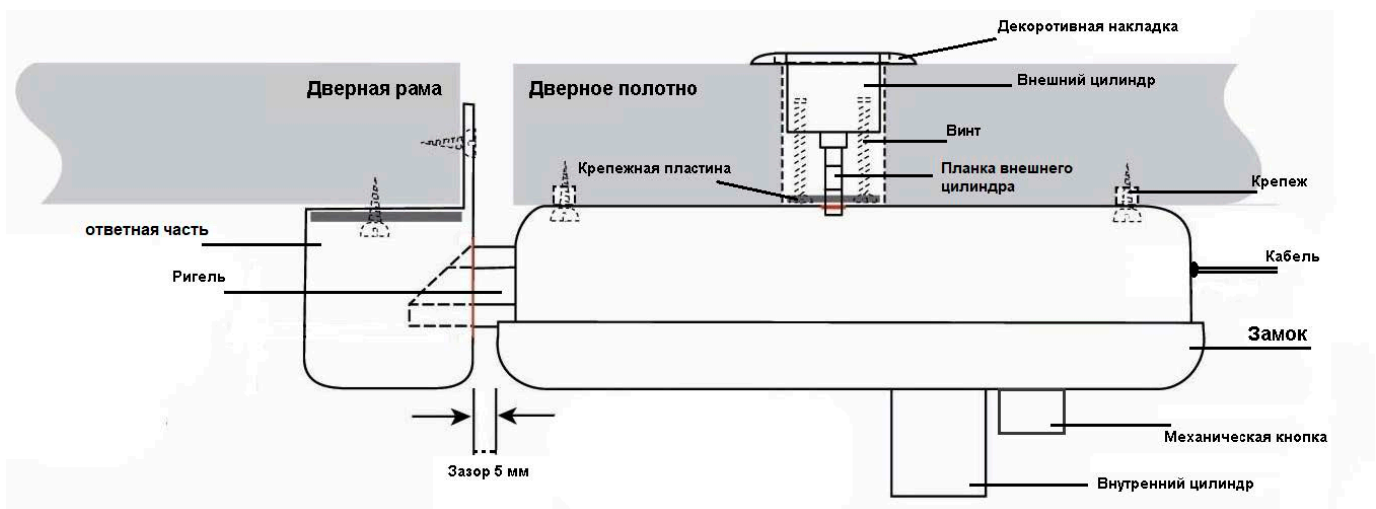 Декоротивная накладка
Дверная рама
Дверное полотно
Внешний цилиндр
Винт
Крепежная пластина
Планка внешнего
цилиндра
Крепеж
ответная часть
Кабель
Ригель
Замок
Механическая кнопка
Зазор 5 мм
Внутренний цилиндр